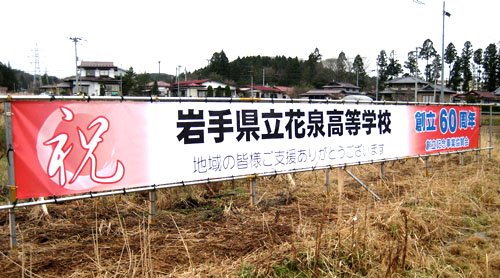 祝
岩手県立花泉高等学校
地域の皆様ご支援ありがとうございます
創立60周年